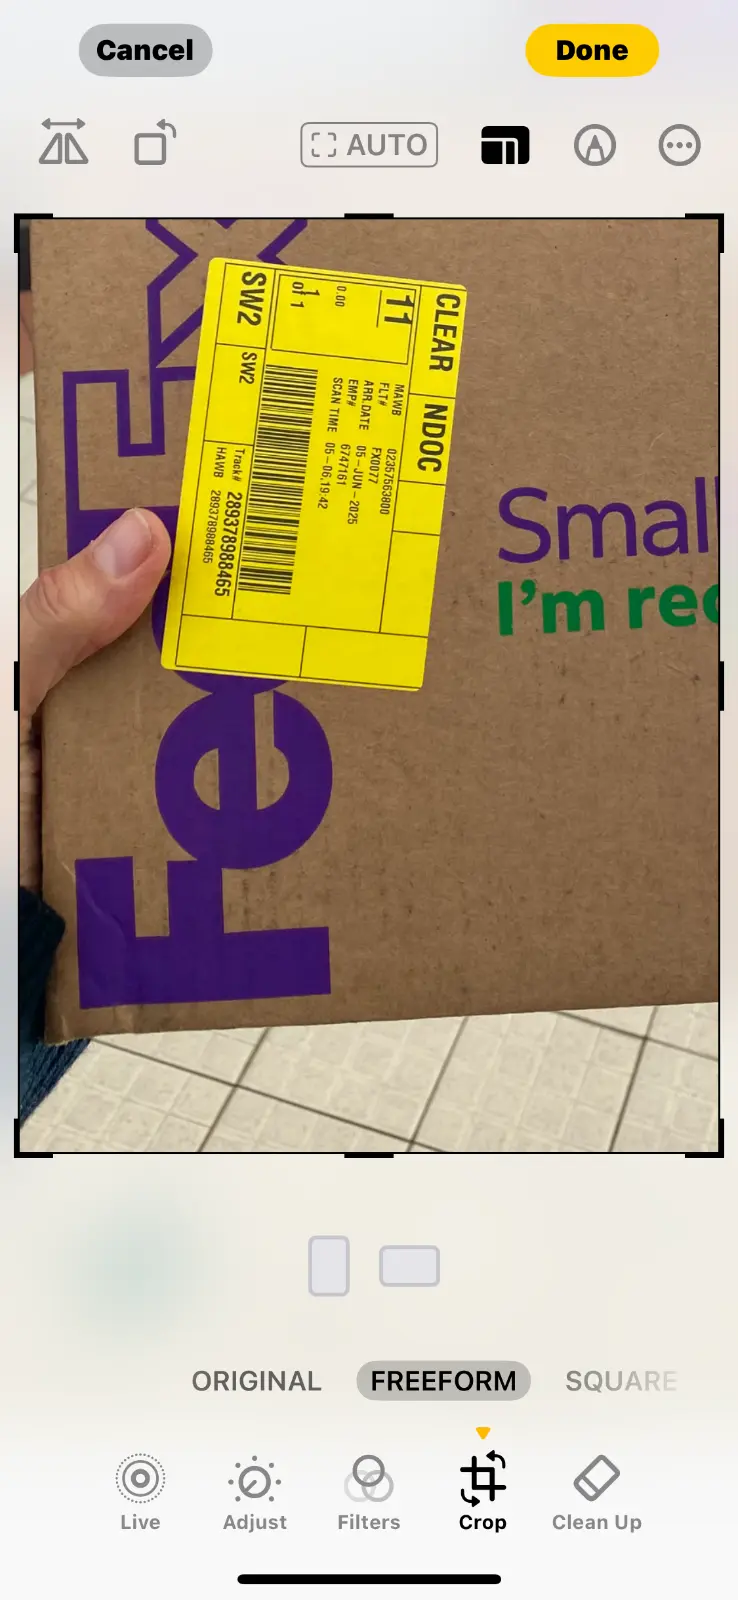 Cancel
Done
AUTO
FedEx
CLEAR NDOC
11
0.00
1
of 1
MAWB 02357563800
FLT# FX0077
ARR.DATE 05-JUN-2025
EMP# 6747161
SCAN TIME 05-06.19:42
SW2
SW2
Track# 289378988465
HAWB 289378988465
Small
I'm rec
ORIGINAL
FREEFORM
SQUARE
Live
Adjust
Filters
Crop
Clean Up